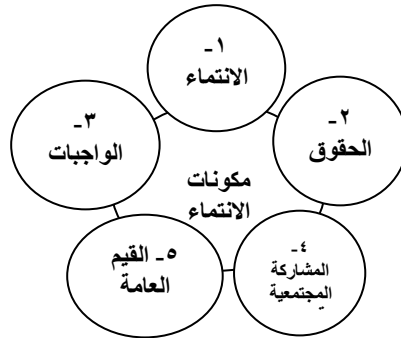 ١-
الانتماء
٢-
الحقوق
٣-
الواجبات
مكونات
الانتماء
٤-
المشاركة
المجتمعية
٥- القيم
العامة